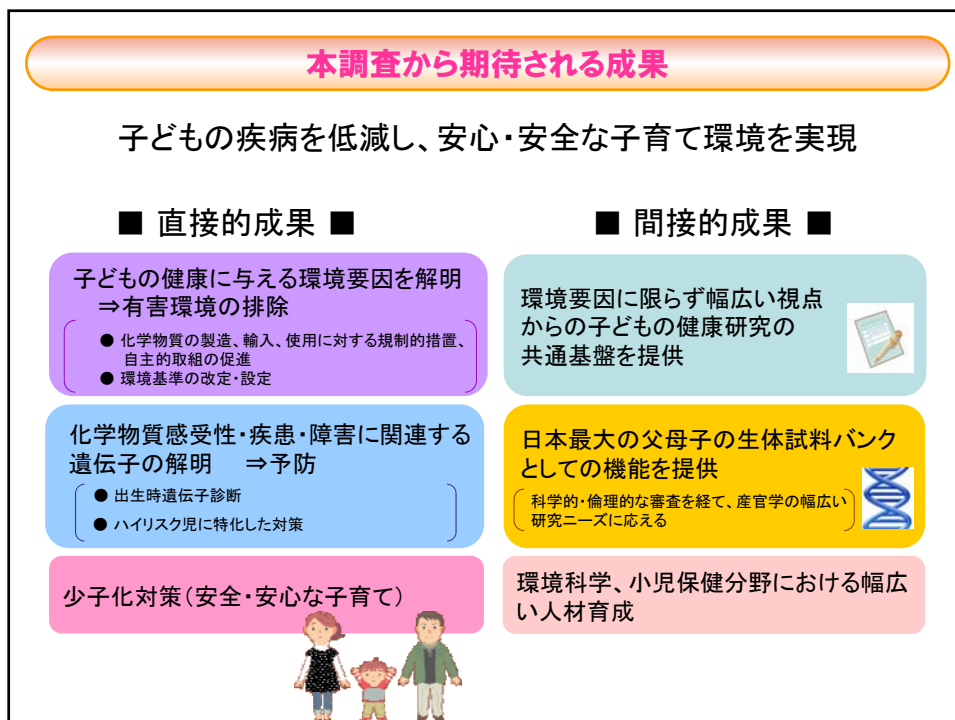 本調査から期待される成果
子どもの疾病を低減し、安心・安全な子育て環境を実現
■ 直接的成果 ■
子どもの健康に与える環境要因を解明
⇒有害環境の排除
● 化学物質の製造、輸入、使用に対する規制的措置、
自主的取組の促進
● 環境基準の改定・設定
化学物質感受性・疾患・障害に関連する
遺伝子の解明 ⇒予防
● 出生時遺伝子診断
● ハイリスク児に特化した対策
少子化対策(安全・安心な子育て)
■ 間接的成果 ■
環境要因に限らず幅広い視点
からの子どもの健康研究の
共通基盤を提供
日本最大の父母子の生体試料バンク
としての機能を提供
科学的・倫理的な審査を経て、産官学の幅広い
研究ニーズに応える
環境科学、小児保健分野における幅広
い人材育成